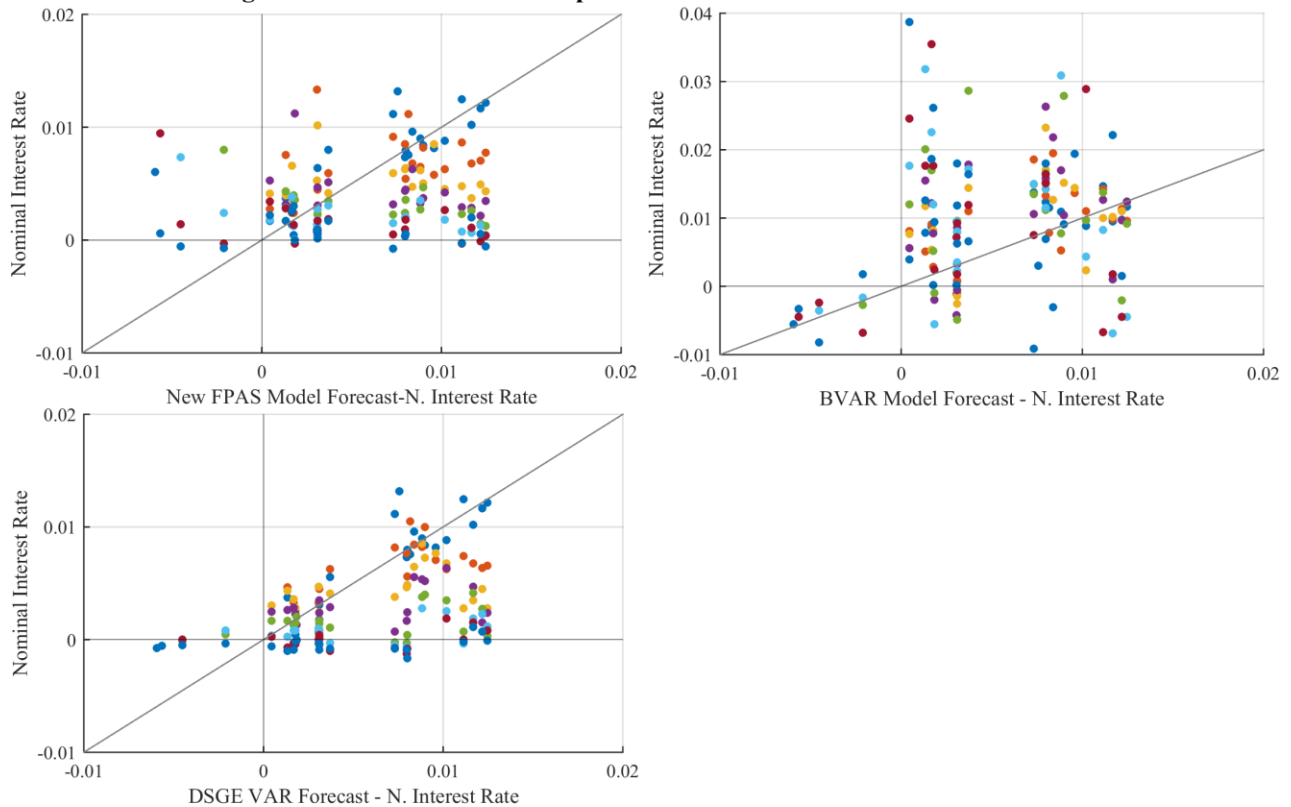 0.02
0.01
0
-0.01
Nominal Interest Rate
-0.01 0 0.01 0.02
New FPAS Model Forecast-N. Interest Rate
0.04
0.03
0.02
0.01
0
-0.01
Nominal Interest Rate
-0.01 0 0.01 0.02
BVAR Model Forecast - N. Interest Rate
0.02
0.01
0
-0.01
Nominal Interest Rate
-0.01 0 0.01 0.02
DSGE VAR Forecast - N. Interest Rate